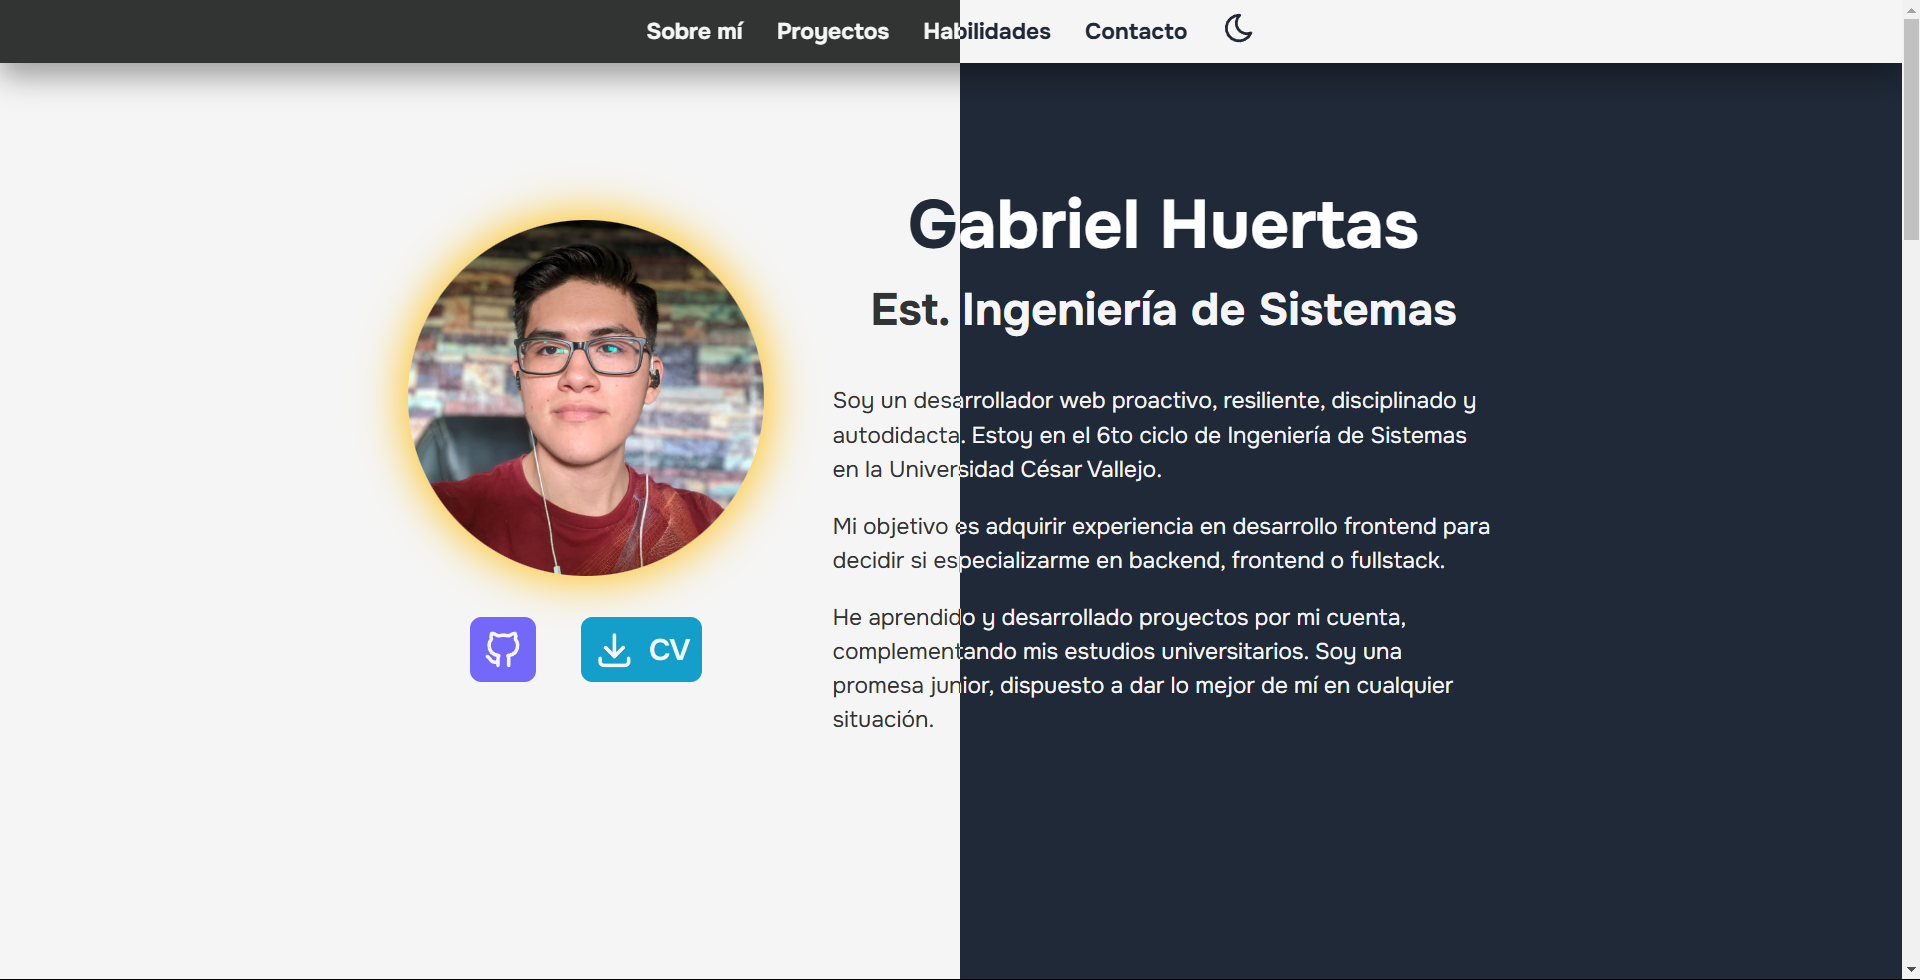 Sobre mí Proyectos Habilidades Contacto
Gabriel Huertas
Est. Ingeniería de Sistemas
Soy un desarrollador web proactivo, resiliente, disciplinado y
autodidacta. Estoy en el 6to ciclo de Ingeniería de Sistemas
en la Universidad César Vallejo.
Mi objetivo es adquirir experiencia en desarrollo frontend para
decidir si especializarme en backend, frontend o fullstack.
He aprendido y desarrollado proyectos por mi cuenta,
complementando mis estudios universitarios. Soy una
promesa junior, dispuesto a dar lo mejor de mí en cualquier
situación.
CV